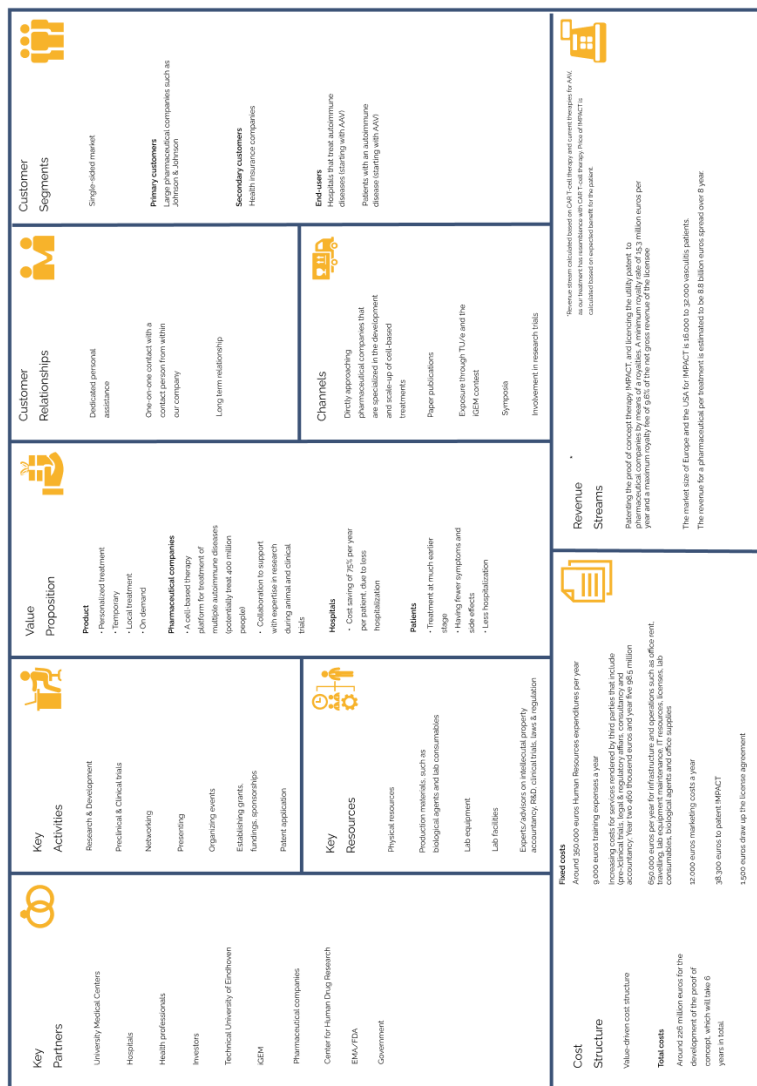 Key
Partners
University Medical Centers
Hospitals
Health professionals
Investors
Technical University of Eindhoven
iGEM
Pharmaceutical companies
Center for Human Drug Research
EMA/FDA
Government
Key
Activities
Research & Development
Preclinical & Clinical trials
Networking
Presenting
Organizing events
Establishing grants,
fundings, sponsorships
Patent application
Key
Resources
Physical resources
Production materials, such as
biological agents and lab consumables
Lab equipment
Lab facilities
Experts/advisors on intellecutal property
accountancy, R&D, clinical trials, laws & regulation
Value
Proposition
Product
• Personalized treatment
• Temporary
• Local treatment
• On demand
Pharmaceutical companies
• A cell-based therapy
platform for treatment of
multiple autoimmune diseases
(potentially treat 400 million
people)
• Collaboration to support
with expertise in research
during animal and clinical
trials
Hospitals
• Cost saving of 75% per year
per patient, due to less
hospitalization
Patients
• Treatment at much earlier
stage
• Having fewer symptoms and
side effects
• Less hospitalization
Customer
Relationships
Dedicated personal
assistance
One-on-one contact with a
contact person from within
our company
Long term relationship
Channels
Dirctly approaching
pharmaceutical companies that
are specialized in the development
and scale-up of cell-based
treatments
Paper publications
Exposure through TU/e and the
iGEM contest
Symposia
Involvement in research trials
Customer
Segments
Single-sided market
Primary customers
Large pharmaceutical companies such as
Johnson & Johnson
Secondary customers
Health insurance companies
End-users
Hospitals that treat autoimmune
diseases (starting with AAV)
Patients with an autoimmune
disease (starting with AAV)
Cost
Structure
Value-driven cost structure
Total costs
Around 226 million euros for the
development of the proof of
concept, which will take 6
years in total
Fixed costs
Around 350.000 euros Human Resources expenditures per year
9.000 euros training expenses a year
Increasing costs for services rendered by third parties that include
(pre-)clinical trials, legal & regulatory affairs, consultancy and
accountancy. Year two 460 thousand euros and year five 98.5 million
650.000 euros per year for infrastructure and operations such as office rent,
travelling, lab equipment maintenance, IT resources, licenses, lab
consumables, biological agents and office supplies
12.000 euros marketing costs a year
38.300 euros to patent IMPACT
1.500 euros draw up the license agreement
Revenue *
Streams
*Revenue stream calculated based on CAR T-cell therapy and current therapies for AAV,
as our treatment has resemblance with CAR T-cell therapy. Price of IMPACT is
calculated based on expected benefit for the patient.
Patenting the proof of concept therapy IMPACT, and licencing the utility patent to
pharmaceutical companies by means of a royalties. A minimum royalty rate of 15.3 million euros per
year and a maximum royalty fee of 9.6% of the net gross revenue of the licensee
The market size of Europe and the USA for IMPACT is 16.000 to 32.000 vasculitis patients.
The revenue for a pharmaceutical per treatment is estimated to be 8.8 billion euros spread over 8 year.